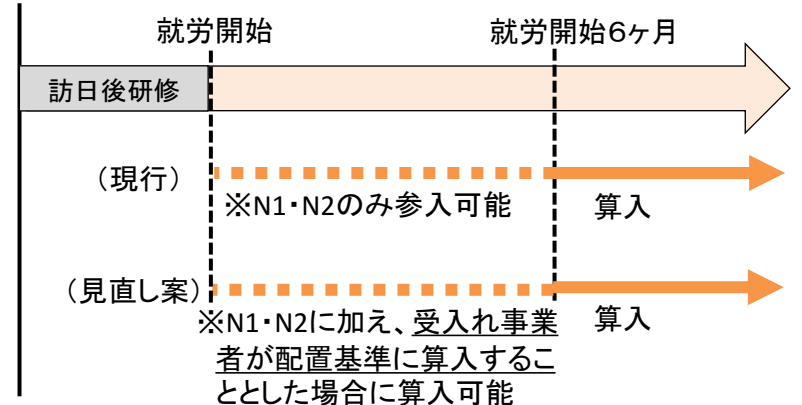 就労開始
就労開始6ヶ月
訪日後研修
（現行）
※N1・N2のみ参入可能
算入
（見直し案）
※N1・N2に加え、受入れ事業
者が配置基準に算入するこ
ととした場合に算入可能
算入